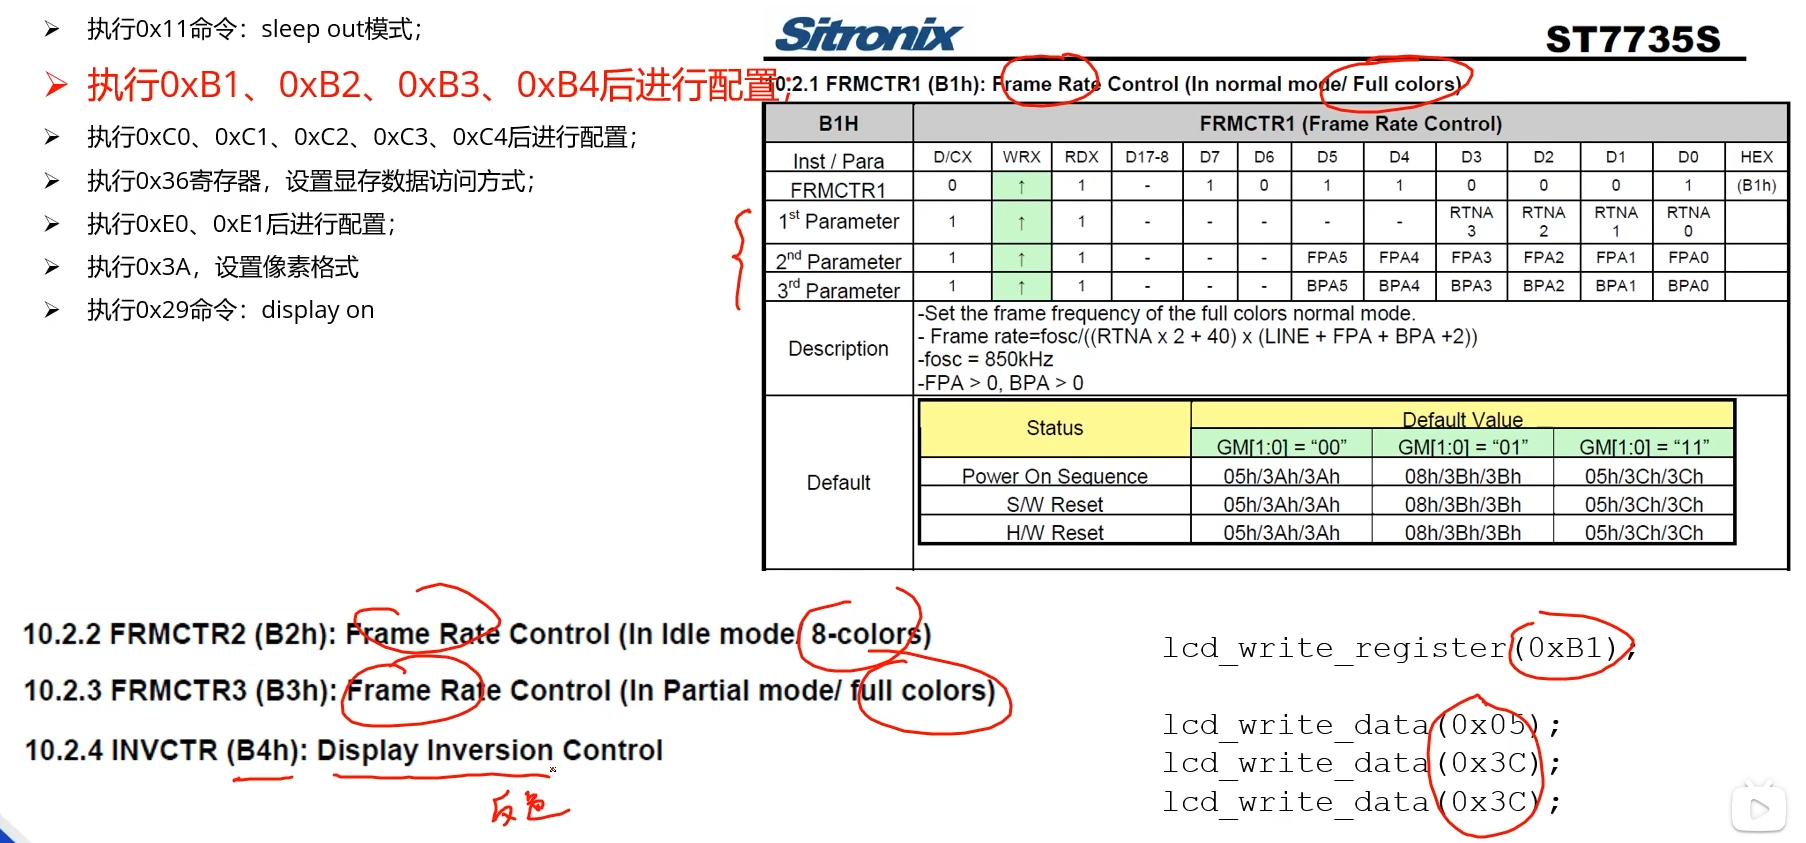 ➢ 执行0x11命令：sleep out模式；
➢ 执行0xB1、0xB2、0xB3、0xB4后进行配置；
➢ 执行0xC0、0xC1、0xC2、0xC3、0xC4后进行配置；
➢ 执行0x36寄存器，设置显存数据访问方式；
➢ 执行0xE0、0xE1后进行配置；
➢ 执行0x3A，设置像素格式
➢ 执行0x29命令：display on
Sitronix ST7735S
10.2.1 FRMCTR1 (B1h): Frame Rate Control (In normal mode/ Full colors)
B1H FRMCTR1 (Frame Rate Control)
Inst / Para D/CX WRX RDX D17-8 D7 D6 D5 D4 D3 D2 D1 D0 HEX
FRMCTR1 0 ↑ 1 - 1 0 1 1 0 0 0 1 (B1h)
1st Parameter 1 ↑ 1 - - - - - RTNA3 RTNA2 RTNA1 RTNA0
2nd Parameter 1 ↑ 1 - - - FPA5 FPA4 FPA3 FPA2 FPA1 FPA0
3rd Parameter 1 ↑ 1 - - - BPA5 BPA4 BPA3 BPA2 BPA1 BPA0
Description
-Set the frame frequency of the full colors normal mode.
- Frame rate=fosc/((RTNA x 2 + 40) x (LINE + FPA + BPA +2))
-fosc = 850kHz
-FPA > 0, BPA > 0
Default
Status Default Value
GM[1:0] = “00” GM[1:0] = “01” GM[1:0] = “11”
Power On Sequence 05h/3Ah/3Ah 08h/3Bh/3Bh 05h/3Ch/3Ch
S/W Reset 05h/3Ah/3Ah 08h/3Bh/3Bh 05h/3Ch/3Ch
H/W Reset 05h/3Ah/3Ah 08h/3Bh/3Bh 05h/3Ch/3Ch
10.2.2 FRMCTR2 (B2h): Frame Rate Control (In Idle mode/ 8-colors)
10.2.3 FRMCTR3 (B3h): Frame Rate Control (In Partial mode/ full colors)
10.2.4 INVCTR (B4h): Display Inversion Control
反色
lcd_write_register(0xB1);
lcd_write_data(0x05);
lcd_write_data(0x3C);
lcd_write_data(0x3C);